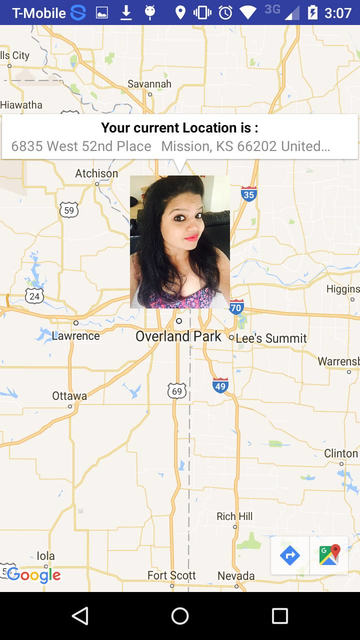 T-Mobile
3G
3:07
lls City
Savannah
Hiawatha
Your current Location is :
6835 West 52nd Place   Mission, KS 66202 United...
Atchison
35
59
24
70
Higgins
Lawrence
Overland Park
Lee's Summit
Warrensb
69
49
Ottawa
Clinton
Rich Hill
Iola
Google
Fort Scott
Nevada